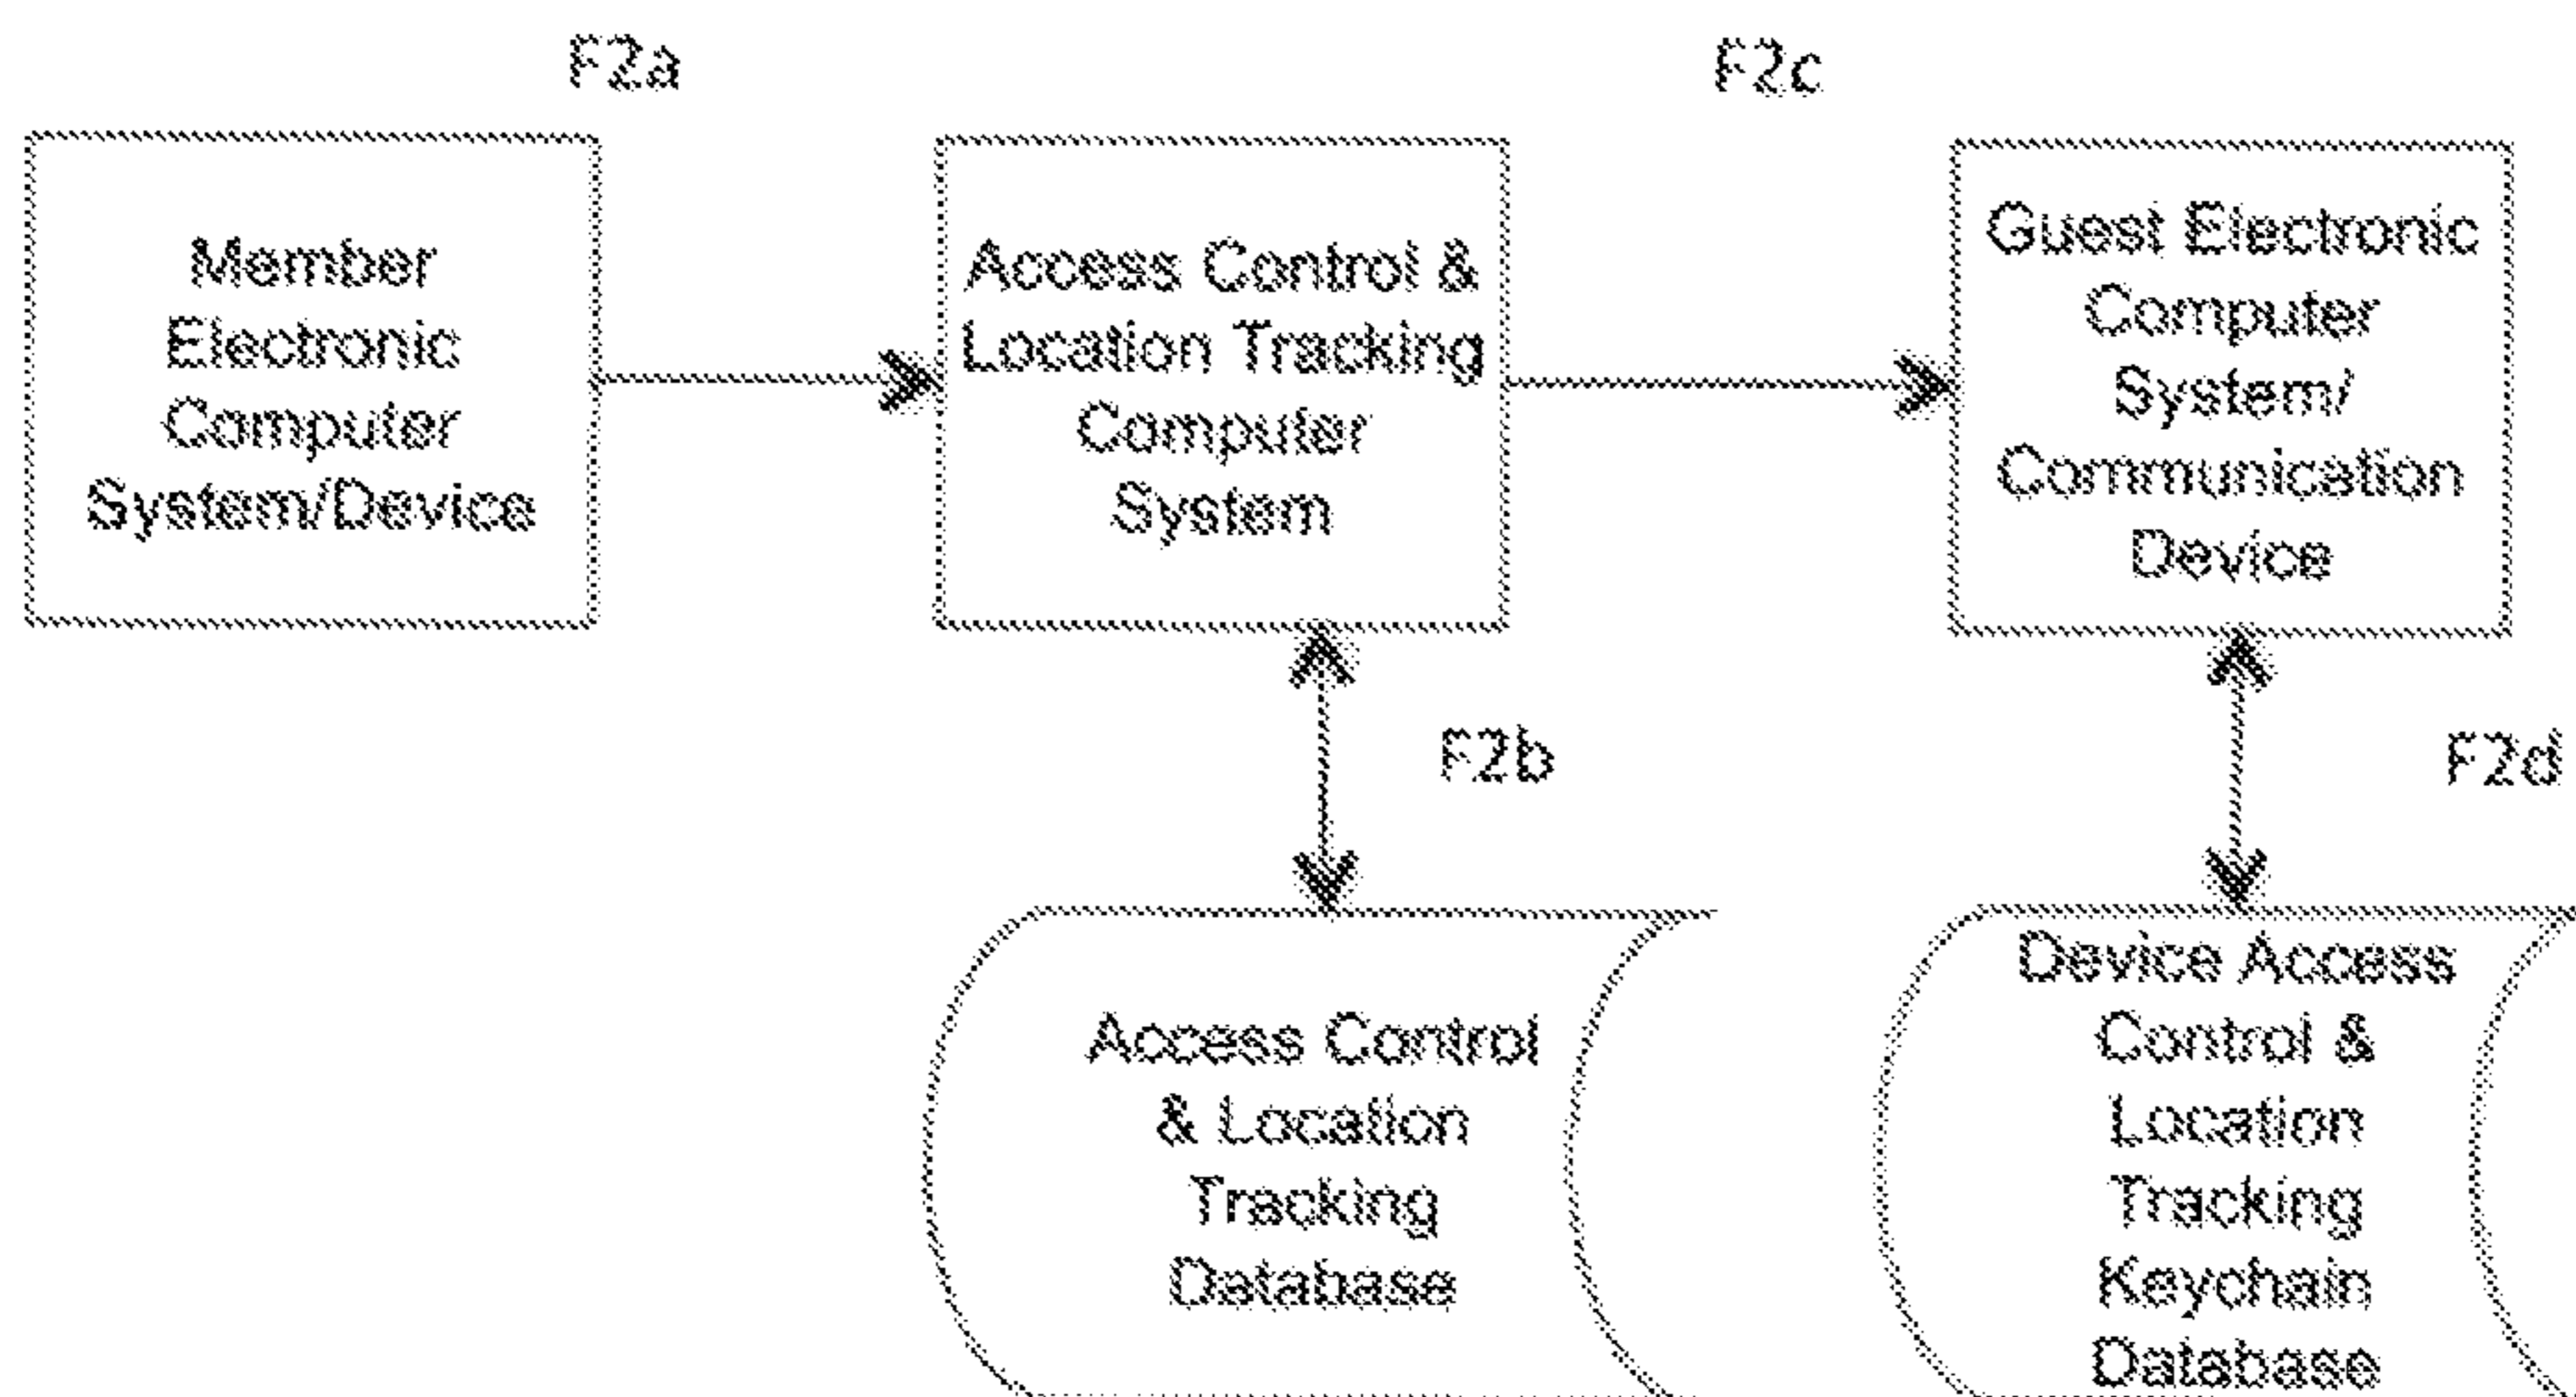 F2a
F2c
Member
Electronic
Computer
System/Device
Access Control &
Location Tracking
Computer
System
Guest Electronic
Computer
System/
Communication
Device
F2b
F2d
Access Control
& Location
Tracking
Database
Device Access
Control &
Location
Tracking
Keychain
Database